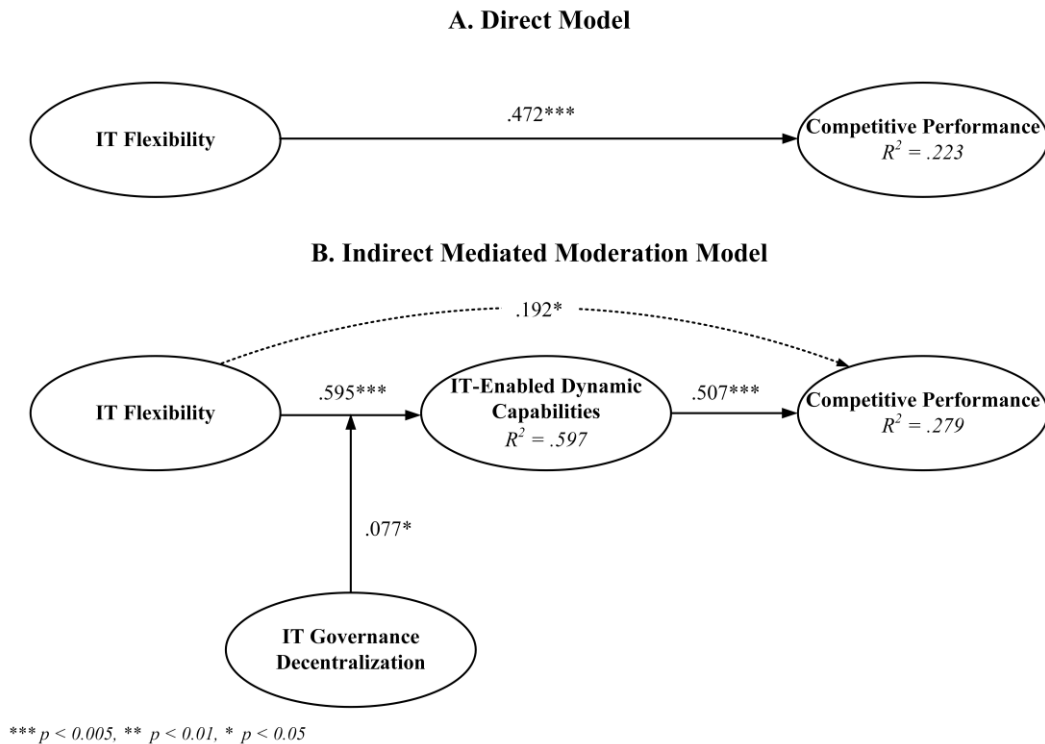 A. Direct Model
IT Flexibility
.472***
Competitive Performance
R² = .223
B. Indirect Mediated Moderation Model
.192*
IT Flexibility
.595***
IT-Enabled Dynamic
Capabilities
R² = .597
.507***
Competitive Performance
R² = .279
.077*
IT Governance
Decentralization
*** p < 0.005, ** p < 0.01, * p < 0.05